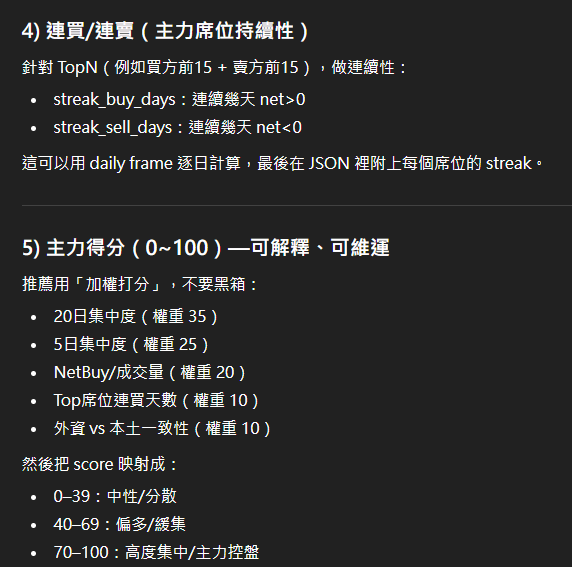 4) 連買/連賣(主力席位持續性)
針對 TopN(例如買方前15 + 賣方前15),做連續性:
• streak_buy_days:連續幾天 net>0
• streak_sell_days:連續幾天 net<0
這可以用 daily frame 逐日計算,最後在 JSON 裡附上每個席位的 streak。
5) 主力得分(0~100)—可解釋、可維運
推薦用「加權打分」,不要黑箱:
• 20日集中度(權重 35)
• 5日集中度(權重 25)
• NetBuy/成交量(權重 20)
• Top席位連買天數(權重 10)
• 外資 vs 本土一致性(權重 10)
然後把 score 映射成:
• 0–39:中性/分散
• 40–69:偏多/緩集
• 70–100:高度集中/主力控盤